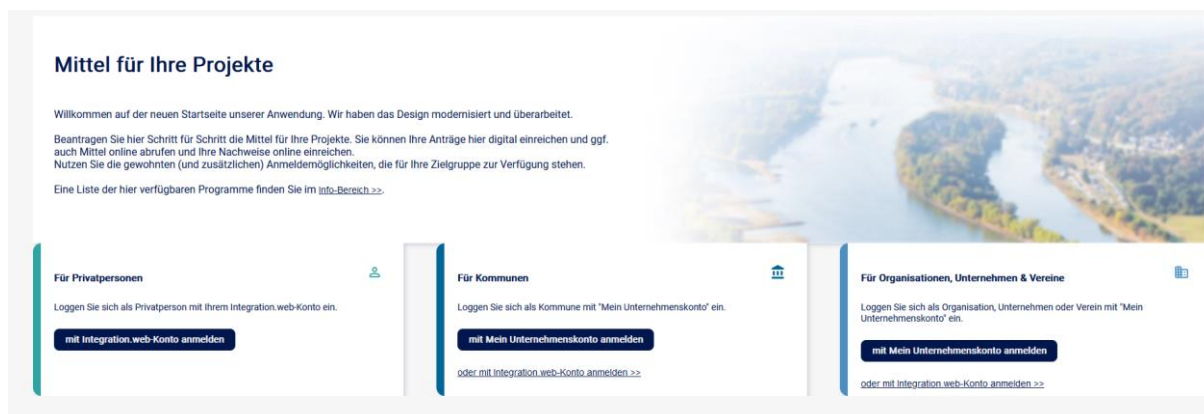 Mittel für Ihre Projekte
Willkommen auf der neuen Startseite unserer Anwendung. Wir haben das Design modernisiert und überarbeitet.
Beantragen Sie hier Schritt für Schritt die Mittel für Ihre Projekte. Sie können Ihre Anträge hier digital einreichen und ggf.
auch Mittel online abrufen und Ihre Nachweise online einreichen.
Nutzen Sie die gewohnten (und zusätzlichen) Anmeldemöglichkeiten, die für Ihre Zielgruppe zur Verfügung stehen.
Eine Liste der hier verfügbaren Programme finden Sie im Info-Bereich >>.
Für Privatpersonen
Loggen Sie sich als Privatperson mit Ihrem Integration.web-Konto ein.
mit Integration.web-Konto anmelden
Für Kommunen
Loggen Sie sich als Kommune mit "Mein Unternehmenskonto" ein.
mit Mein Unternehmenskonto anmelden
oder mit Integration.web-Konto anmelden >>
Für Organisationen, Unternehmen & Vereine
Loggen Sie sich als Organisation, Unternehmen oder Verein mit "Mein
Unternehmenskonto" ein.
mit Mein Unternehmenskonto anmelden
oder mit Integration.web-Konto anmelden >>